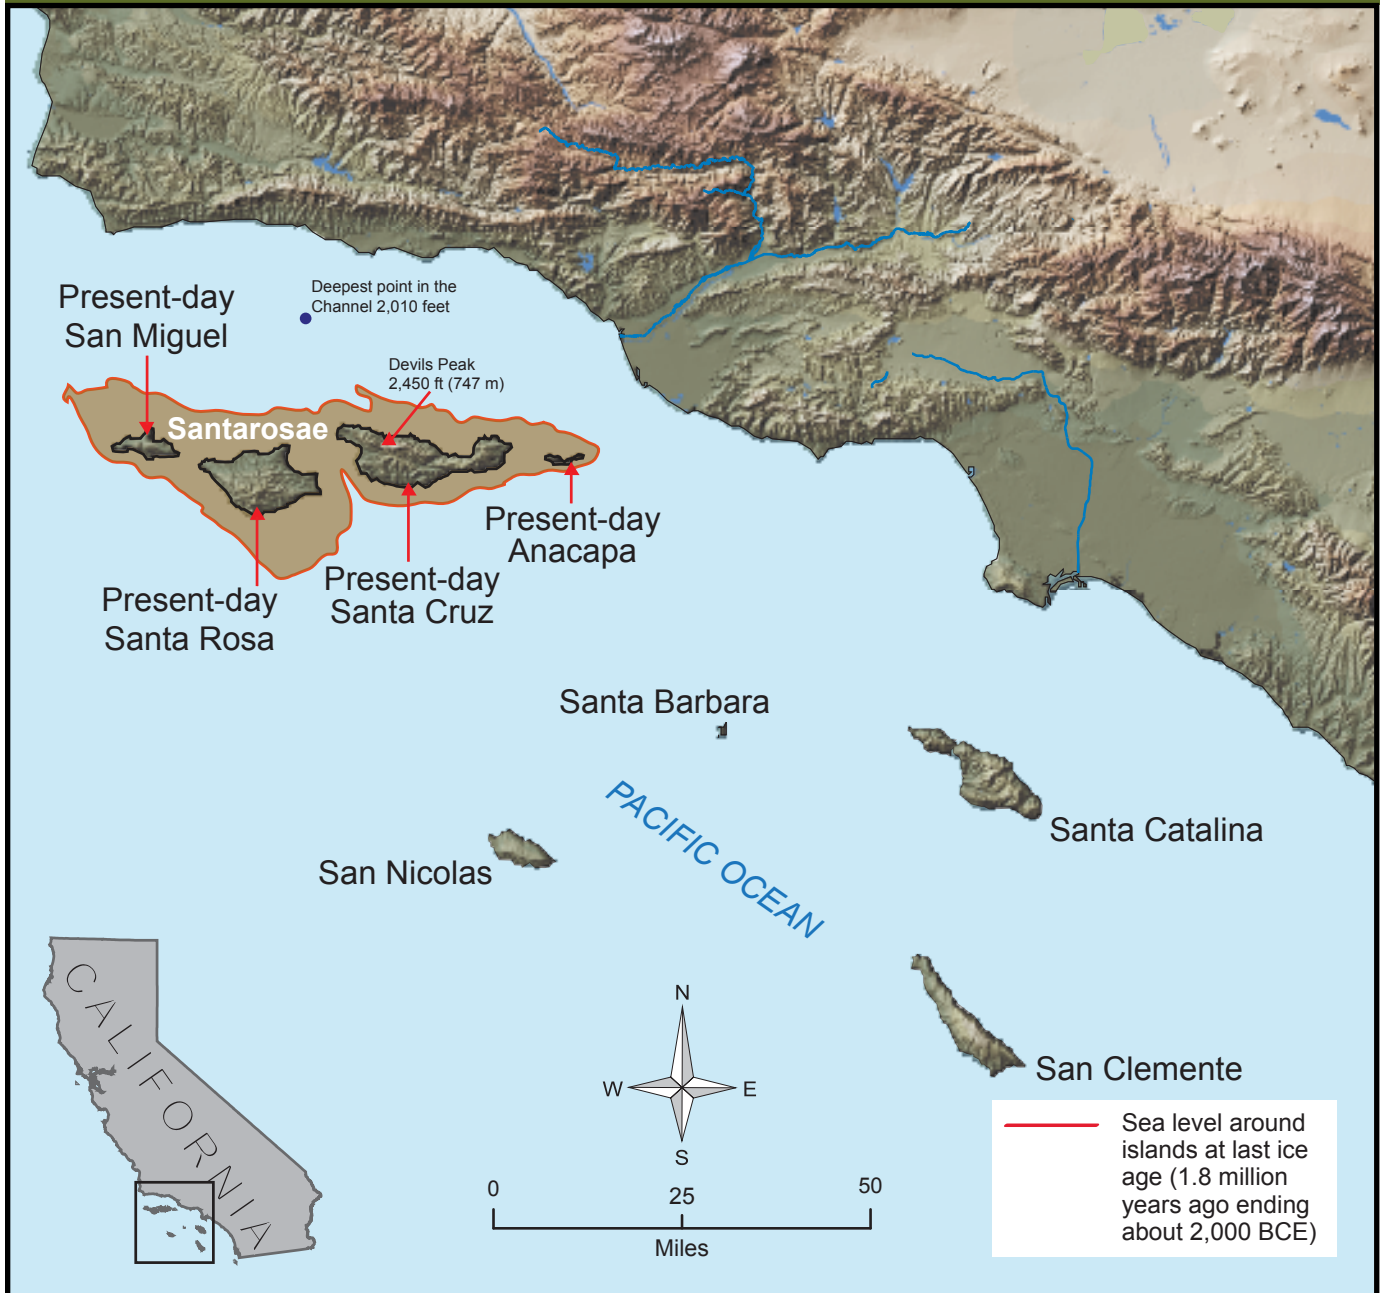 Deepest point in the
Channel 2,010 feet
Present-day
San Miguel
Devils Peak
2,450 ft (747 m)
Santarosae
Present-day
Anacapa
Present-day
Santa Cruz
Present-day
Santa Rosa
Santa Barbara
PACIFIC OCEAN
Santa Catalina
San Nicolas
San Clemente
CALIFORNIA
N
W
E
S
0
25
50
Miles
Sea level around
islands at last ice
age (1.8 million
years ago ending
about 2,000 BCE)